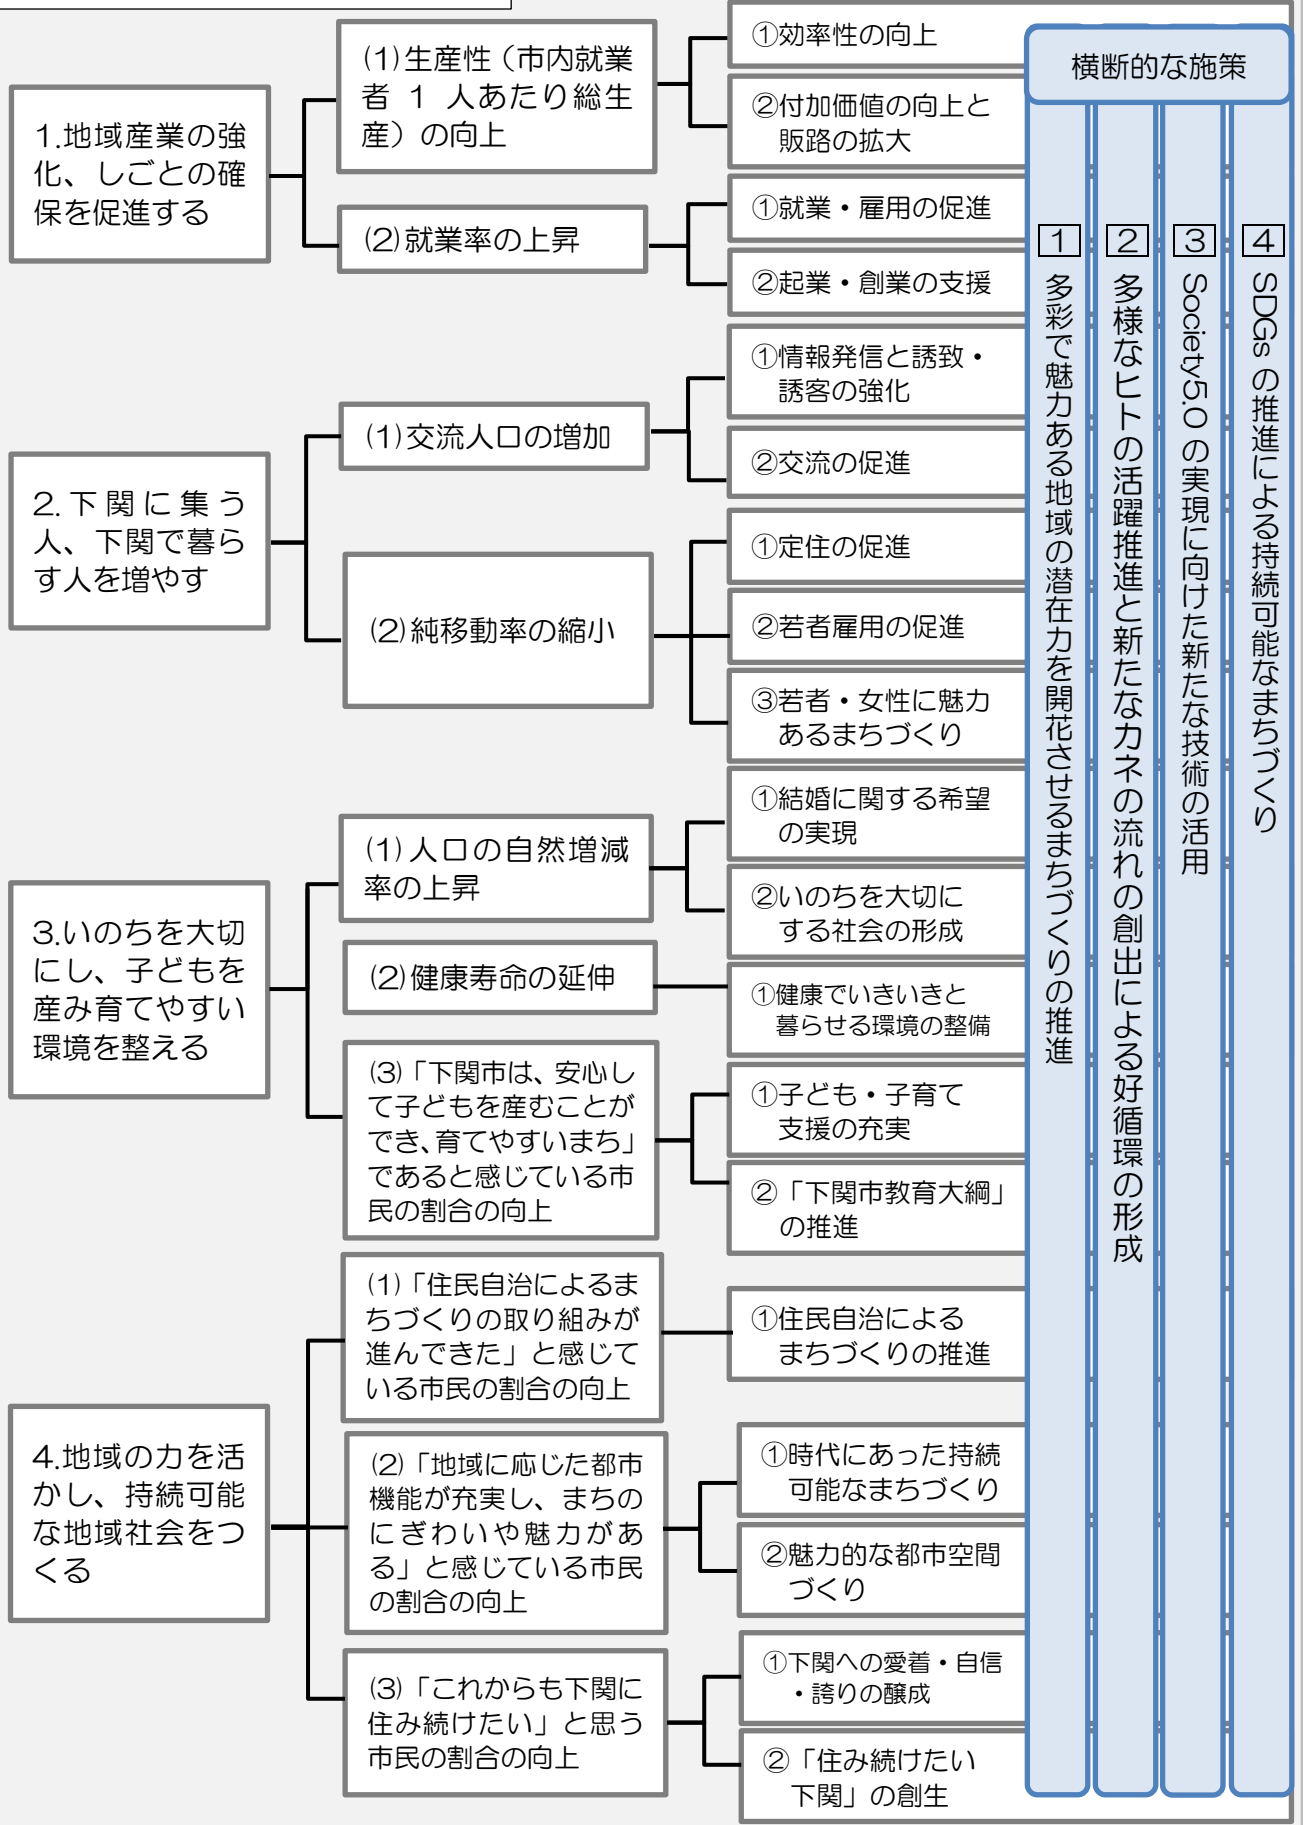 1.地域産業の強
化、しごとの確
保を促進する
(1)生産性（市内就業
者 1 人あたり総生
産）の向上
①効率性の向上
②付加価値の向上と
販路の拡大
(2)就業率の上昇
①就業・雇用の促進
②起業・創業の支援
2.下関に集う
人、下関で暮ら
す人を増やす
(1)交流人口の増加
①情報発信と誘致・
誘客の強化
②交流の促進
(2)純移動率の縮小
①定住の促進
②若者雇用の促進
③若者・女性に魅力
あるまちづくり
3.いのちを大切
にし、子どもを
産み育てやすい
環境を整える
(1)人口の自然増減
率の上昇
①結婚に関する希望
の実現
②いのちを大切に
する社会の形成
(2)健康寿命の延伸
①健康でいきいきと
暮らせる環境の整備
(3)「下関市は、安心し
て子どもを産むことが
でき、育てやすいまち」
であると感じている市
民の割合の向上
①子ども・子育て
支援の充実
②「下関市教育大綱」
の推進
4.地域の力を活
かし、持続可能
な地域社会をつ
くる
(1)「住民自治によるま
ちづくりの取り組みが
進んできた」と感じて
いる市民の割合の向上
①住民自治による
まちづくりの推進
(2)「地域に応じた都市
機能が充実し、まちの
にぎわいや魅力があ
る」と感じている市民
の割合の向上
①時代にあった持続
可能なまちづくり
②魅力的な都市空間
づくり
(3)「これからも下関に
住み続けたい」と思う
市民の割合の向上
①下関への愛着・自信
・誇りの醸成
②「住み続けたい
下関」の創生
横断的な施策
1 多彩で魅力ある地域の潜在力を開花させるまちづくりの推進
2 多様なヒトの活躍推進と新たなカネの流れの創出による好循環の形成
3 Society5.0 の実現に向けた新たな技術の活用
4 SDGs の推進による持続可能なまちづくり